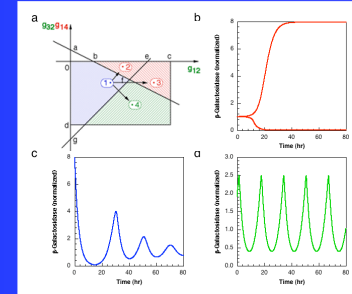 a
g32g14
a
0
b
e
c
g12
• 2
1 •
f
• 3
• 4
d
g
b
β-Galactosidase (normalized)
8
6
4
2
0
0 20 40 60 80
Time (hr)
c
β-Galactosidase (normalized)
8
6
4
2
0
0 20 40 60 80
Time (hr)
d
β-Galactosidase (normalized)
3.0
2.5
2.0
1.5
1.0
0.5
0.0
0 20 40 60 80
Time (hr)